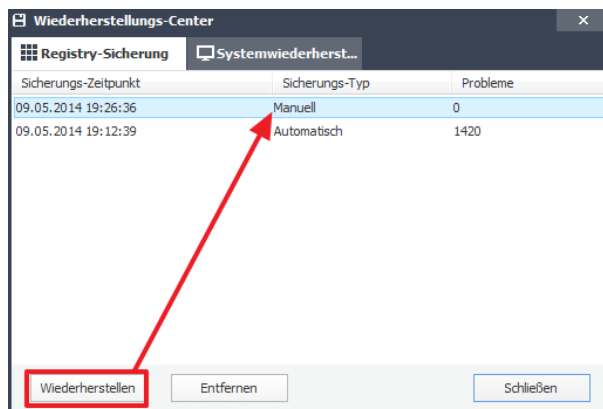 Wiederherstellungs-Center
Registry-Sicherung Systemwiederherst...
Sicherungs-Zeitpunkt Sicherungs-Typ Probleme
09.05.2014 19:26:36 Manuell 0
09.05.2014 19:12:39 Automatisch 1420
Wiederherstellen Entfernen Schließen